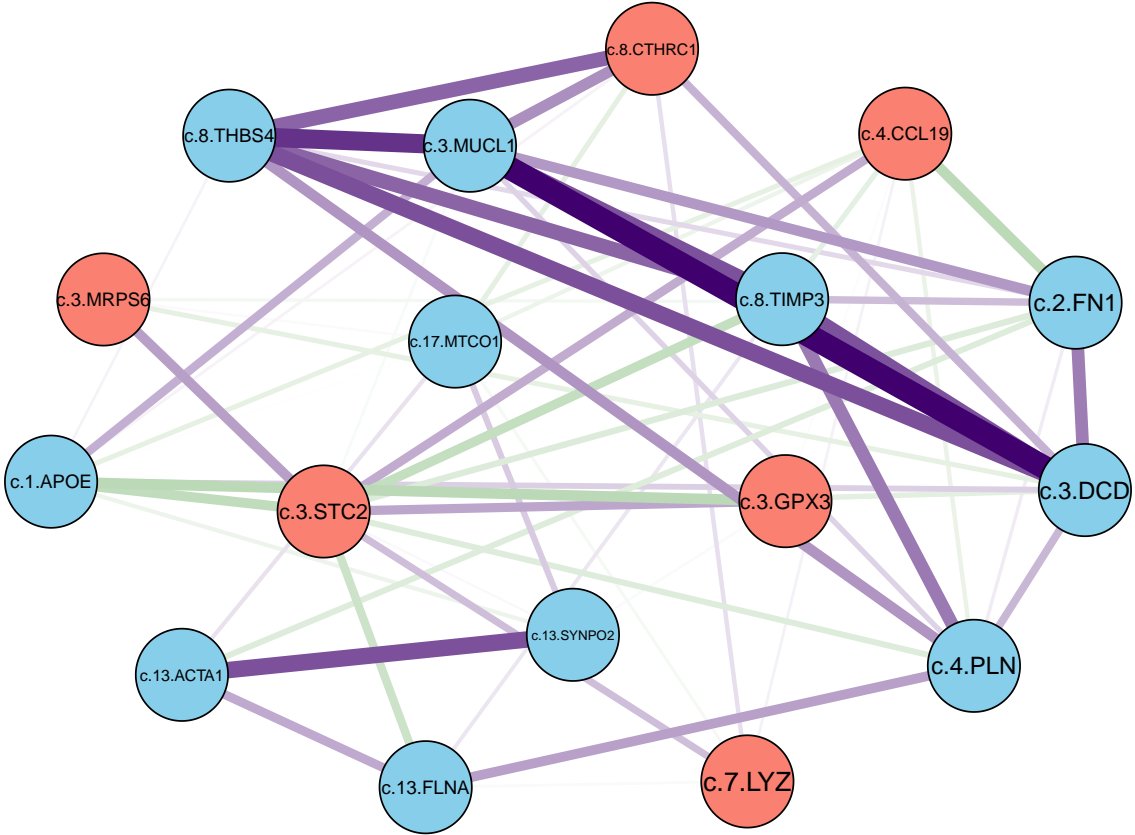 c.8.CTHRC1
c.8.THBS4
c.3.MUCL1
c.4.CCL19
c.3.MRPS6
c.17.MTCO1
c.8.TIMP3
c.2.FN1
c.1.APOE
c.3.STC2
c.3.GPX3
c.3.DCD
c.13.SYNPO2
c.13.ACTA1
c.4.PLN
c.13.FLNA
c.7.LYZ